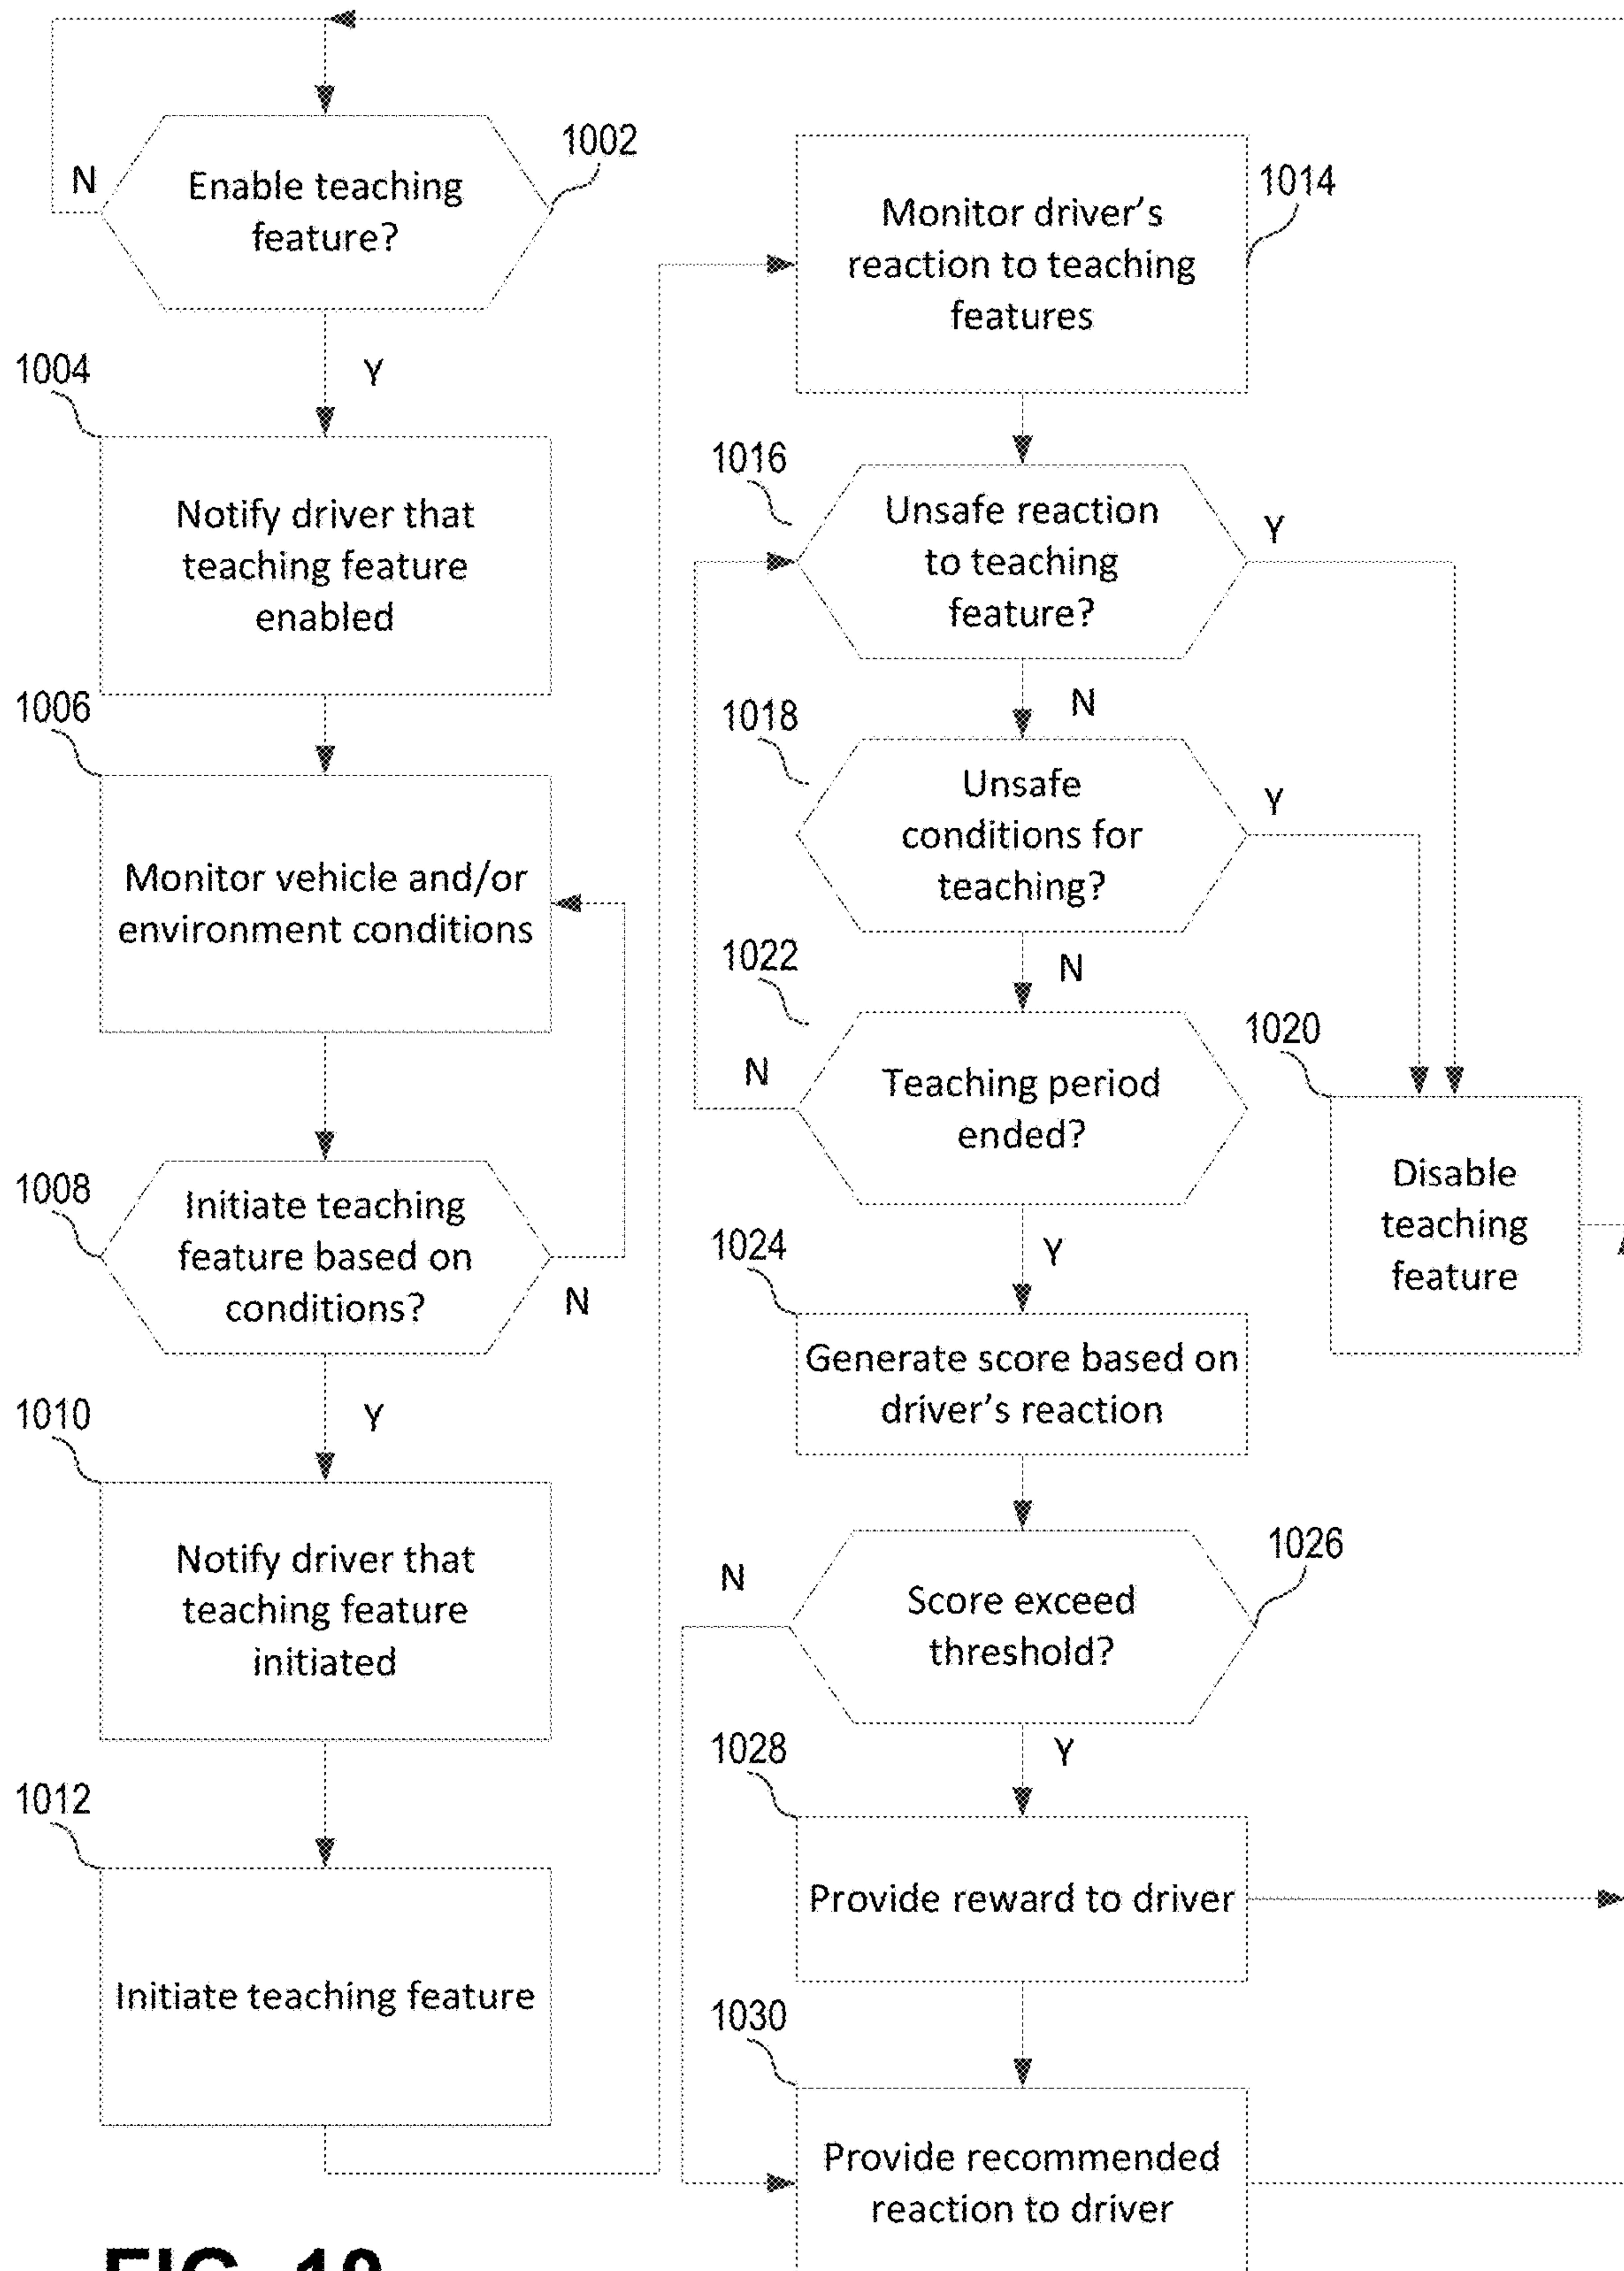 1002
N
Enable teaching
feature?
Y
1004
Notify driver that
teaching feature
enabled
1006
Monitor vehicle and/or
environment conditions
1008
Initiate teaching
feature based on
conditions?
N
Y
1010
Notify driver that
teaching feature
initiated
1012
Initiate teaching feature
1014
Monitor driver's
reaction to teaching
features
1016
Unsafe reaction
to teaching
feature?
Y
N
1018
Unsafe
conditions for
teaching?
Y
N
1022
Teaching period
ended?
N
Y
1020
Disable
teaching
feature
1024
Generate score based on
driver's reaction
1026
Score exceed
threshold?
N
Y
1028
Provide reward to driver
1030
Provide recommended
reaction to driver
FIG.